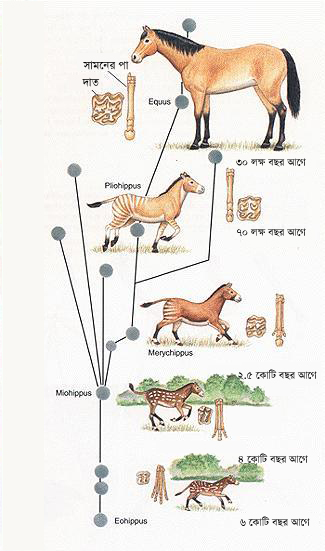 সামনের পা
দাত
Equus
৩০ লক্ষ বছর আগে
Pliohippus
৭০ লক্ষ বছর আগে
Merychippus
২.৫ কোটি বছর আগে
Miohippus
৪ কোটি বছর আগে
Eohippus
৬ কোটি বছর আগে